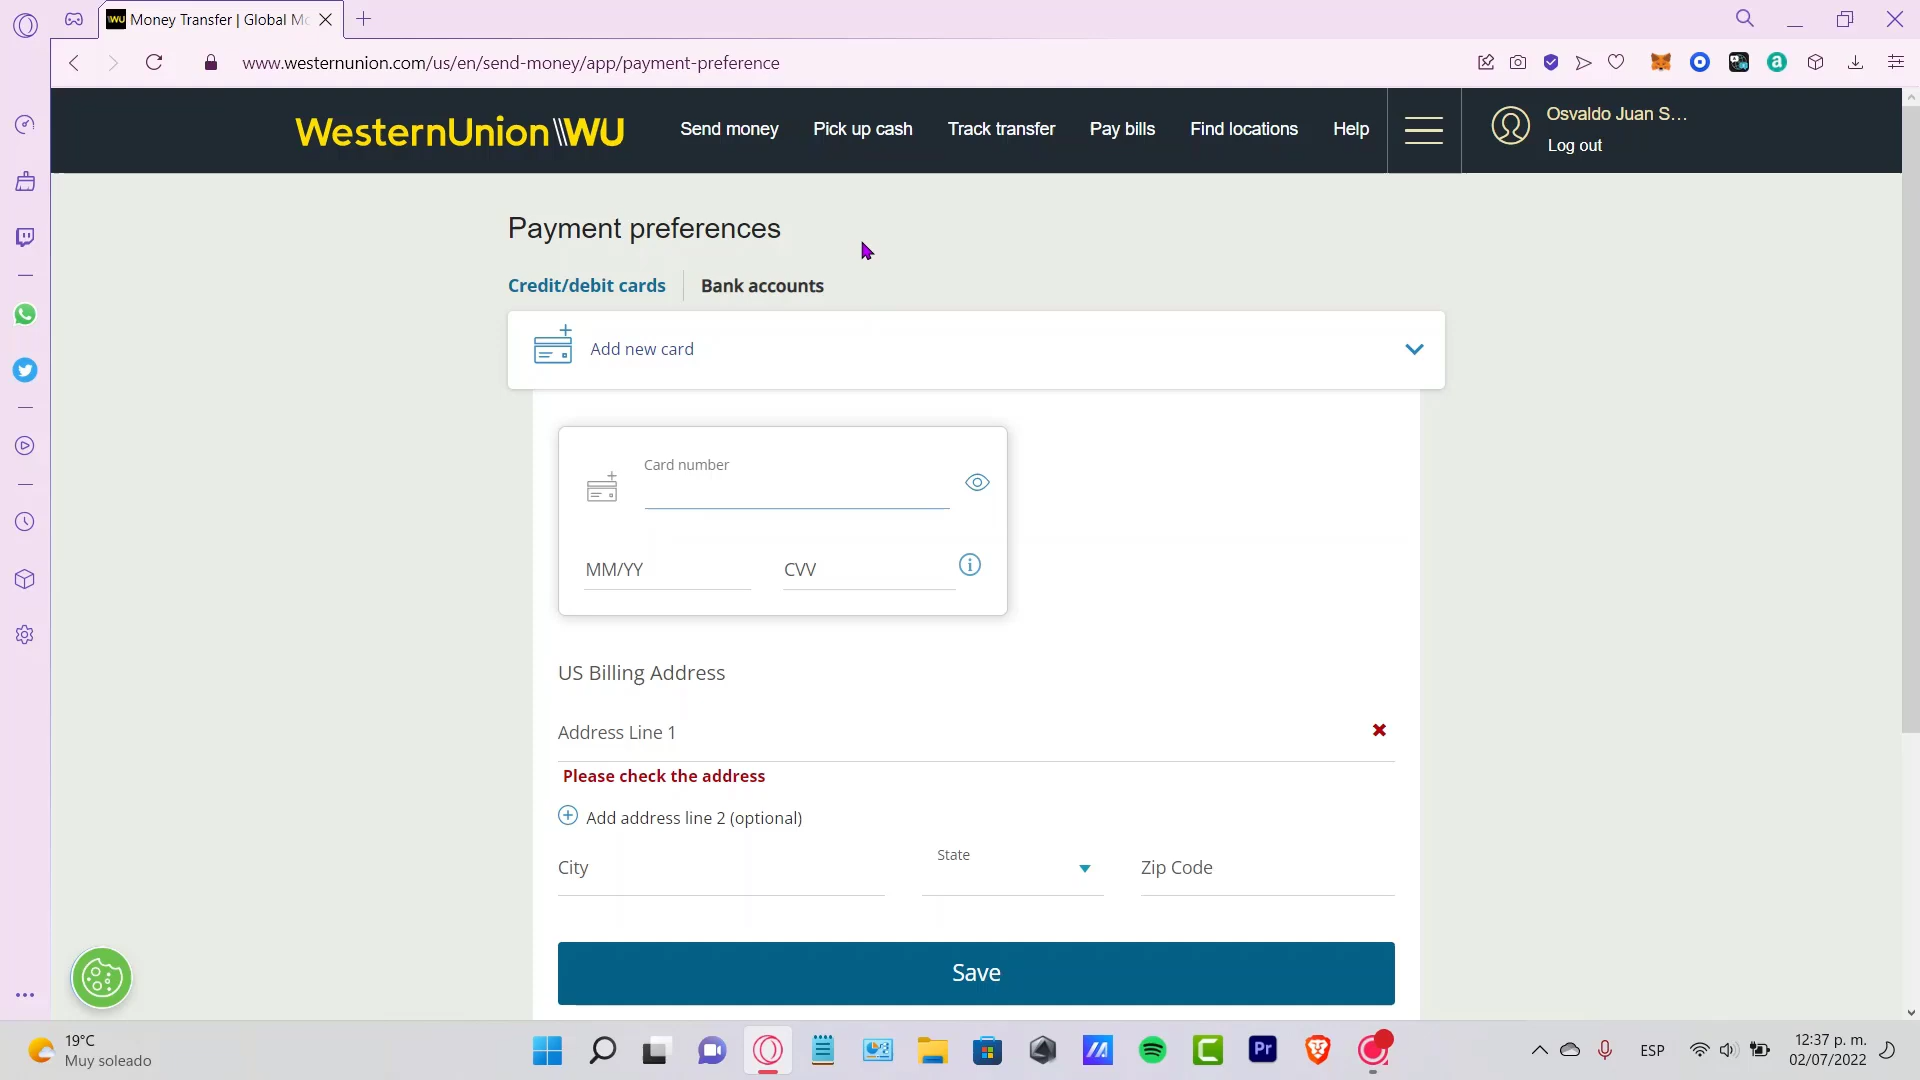 WU Money Transfer | Global Mo
www.westernunion.com/us/en/send-money/app/payment-preference
WesternUnion WU
Send money
Pick up cash
Track transfer
Pay bills
Find locations
Help
Osvaldo Juan S...
Log out
Payment preferences
Credit/debit cards
Bank accounts
Add new card
Card number
MM/YY
CVV
US Billing Address
Address Line 1
Please check the address
Add address line 2 (optional)
City
State
Zip Code
Save
19°C
Muy soleado
Pr
ESP
12:37 p. m.
02/07/2022